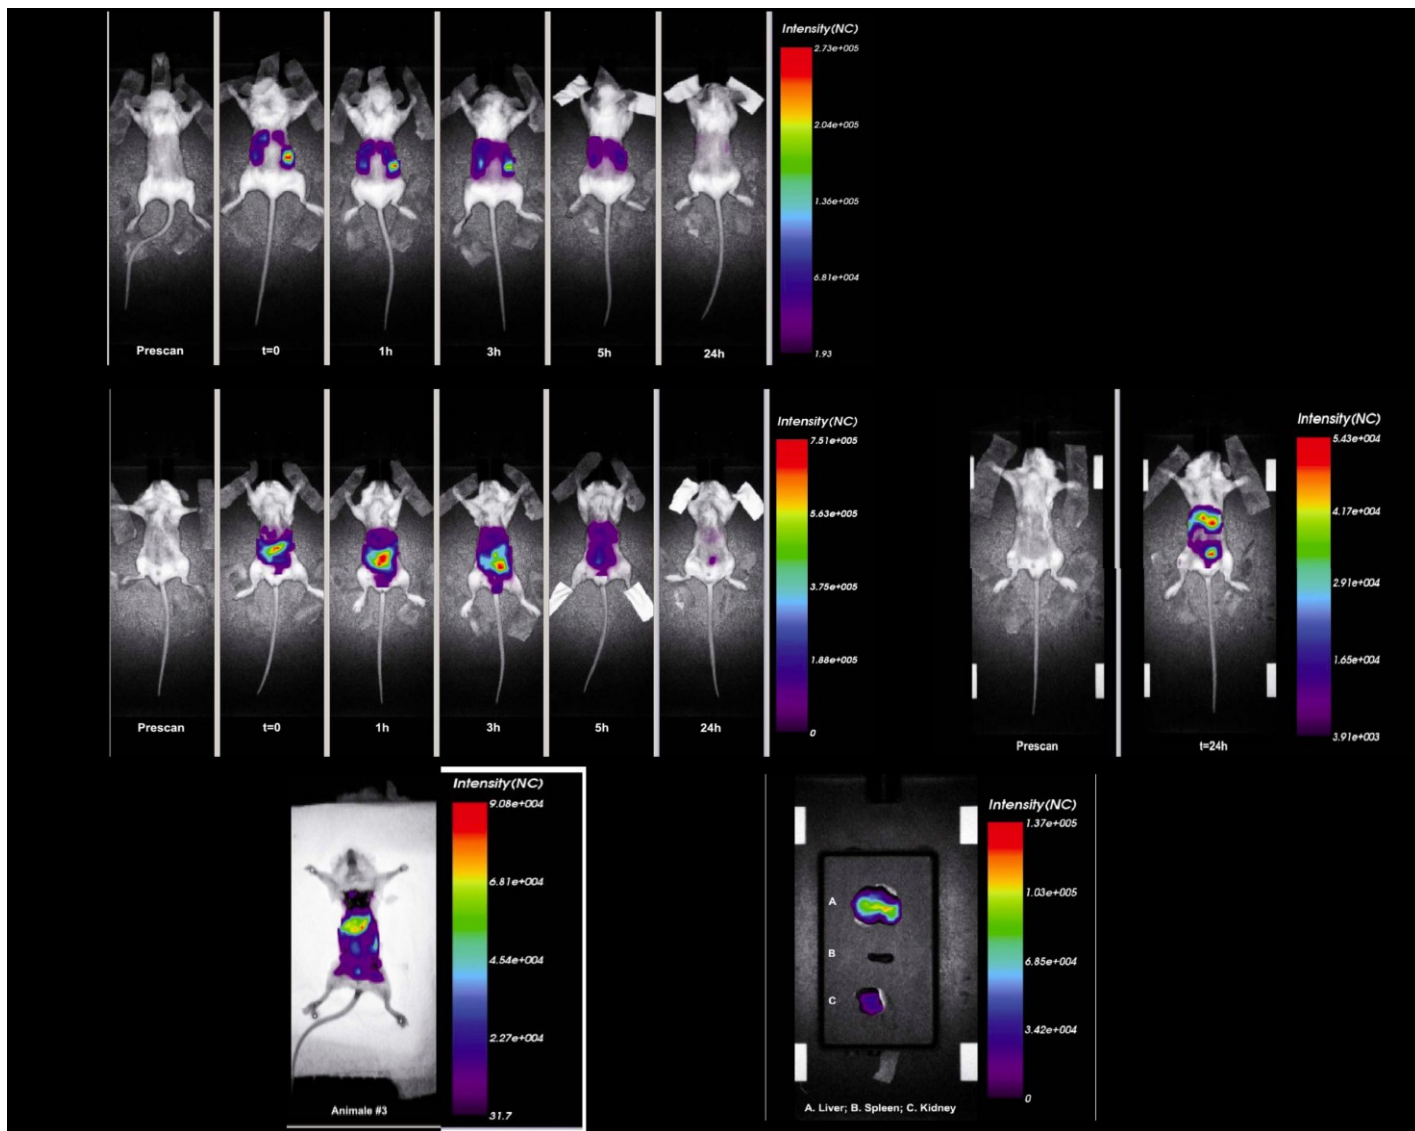 Intensity(NC)
2.73e+005
2.04e+005
1.36e+005
6.81e+004
1.93
Prescan
t=0
1h
3h
5h
24h
Intensity(NC)
7.51e+005
5.63e+005
3.75e+005
1.88e+005
0
Prescan
t=0
1h
3h
5h
24h
Intensity(NC)
5.43e+004
4.17e+004
2.91e+004
1.65e+004
3.91e+003
Prescan
t=24h
Intensity(NC)
9.08e+004
6.81e+004
4.54e+004
2.27e+004
31.7
Animale #3
Intensity(NC)
1.37e+005
1.03e+005
6.85e+004
3.42e+004
0
A
B
C
A. Liver; B. Spleen; C. Kidney